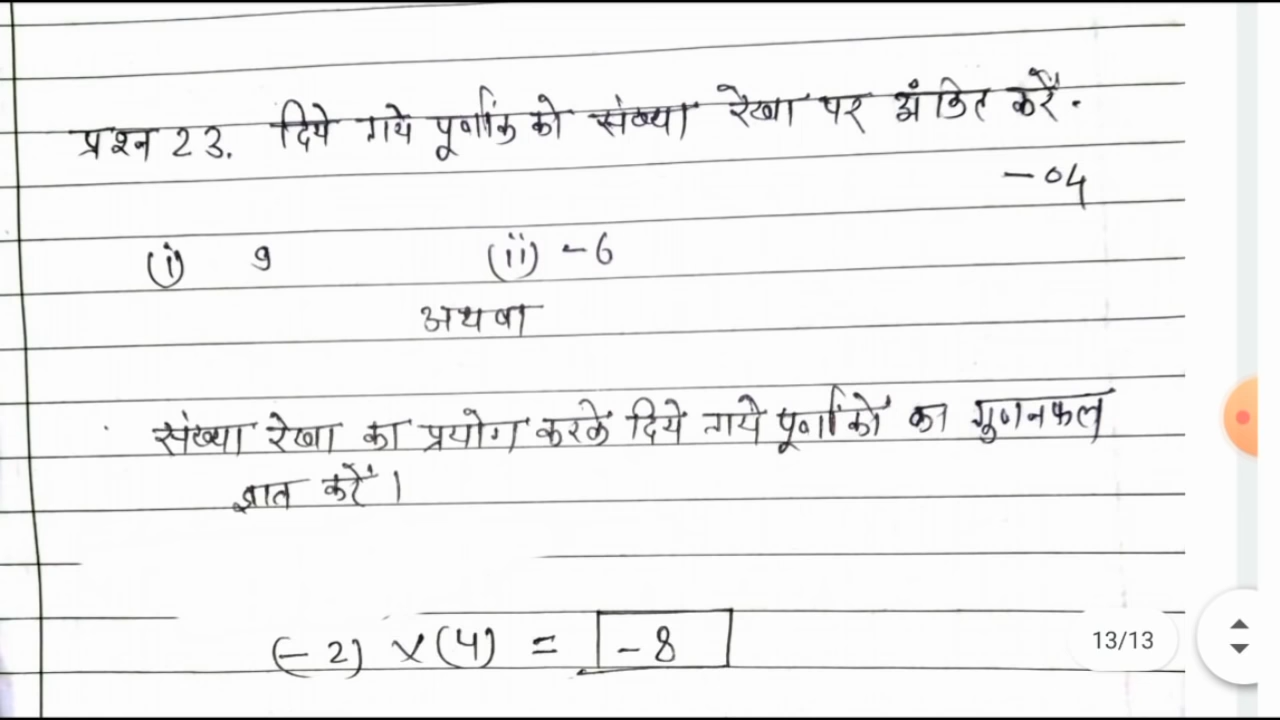 प्रश्न 23. दिये गये पूर्णांक को संख्या रेखा पर अंकित करें.
- 04
(i) 9 (ii) - 6
अथवा
संख्या रेखा का प्रयोग करके दिये गये पूर्णांको का गुणनफल
ज्ञात करें।
(- 2) × (4) = - 8
13/13